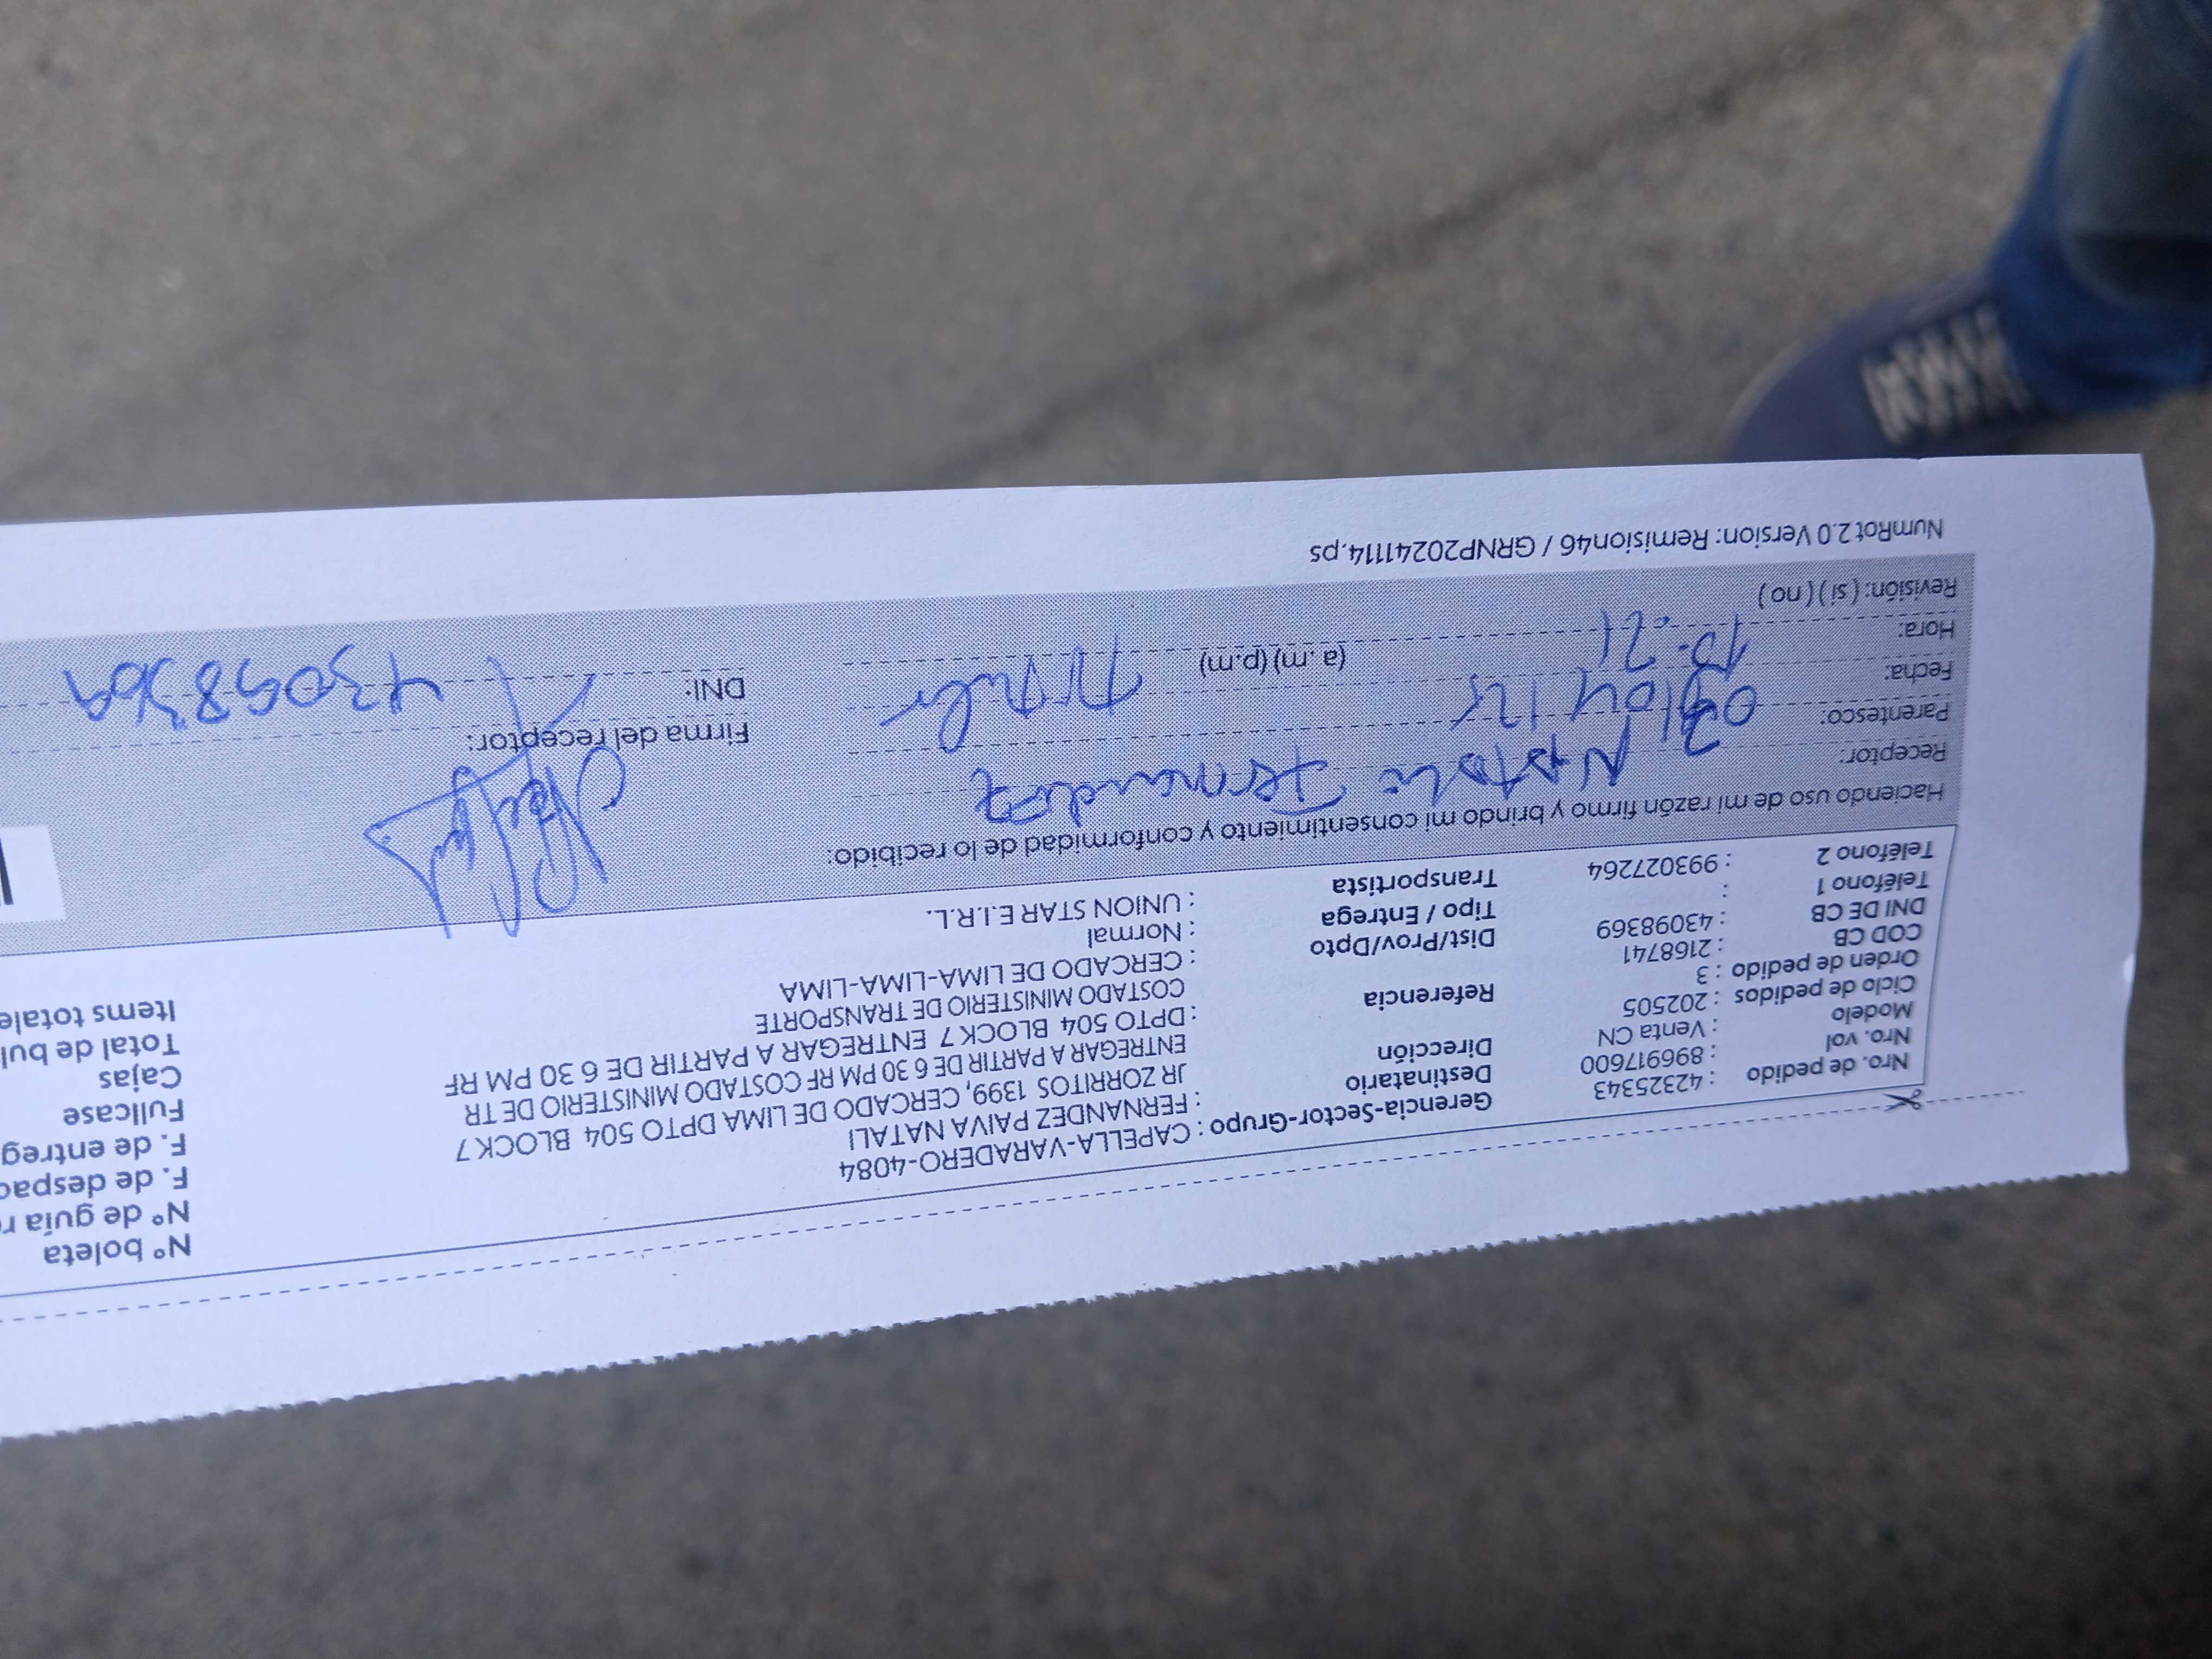 Nro. de pedido : 42325343
Nro. vol : 896917600
Modelo : Venta CN
Ciclo de pedidos : 202505
Orden de pedido : 3
COD CB : 2168741
DNI DE CB : 43098369
Teléfono 1 :
Teléfono 2 : 993027264
Gerencia-Sector-Grupo : CAPELLA-VARADERO-4084
Destinatario : FERNANDEZ PAIVA NATALI
Dirección JR ZORRITOS 1399, CERCADO DE LIMA DPTO 504 BLOCK 7
ENTREGAR A PARTIR DE 6 30 PM RF COSTADO MINISTERIO DE TR
Referencia : DPTO 504 BLOCK 7 ENTREGAR A PARTIR DE 6 30 PM RF
COSTADO MINISTERIO DE TRANSPORTE
Dist/Prov/Dpto : CERCADO DE LIMA-LIMA-LIMA
Tipo / Entrega : Normal
Transportista : UNION STAR E.I.R.L.
Nº boleta
Nº de guía r
F. de despac
F. de entreg
Fullcase
Cajas
Total de bul
Items totale
Haciendo uso de mi razón firmo y brindo mi consentimiento y conformidad de lo recibido:
Receptor: Natali Fernandez
Parentesco: Titular
Fecha: 03/04/25
Hora: (a.m) (p.m)
Revisión: ( si ) ( no )
Firma del receptor:
DNI: 43098369
NumRot 2.0 Version: Remision46 / GRNP20241114.ps